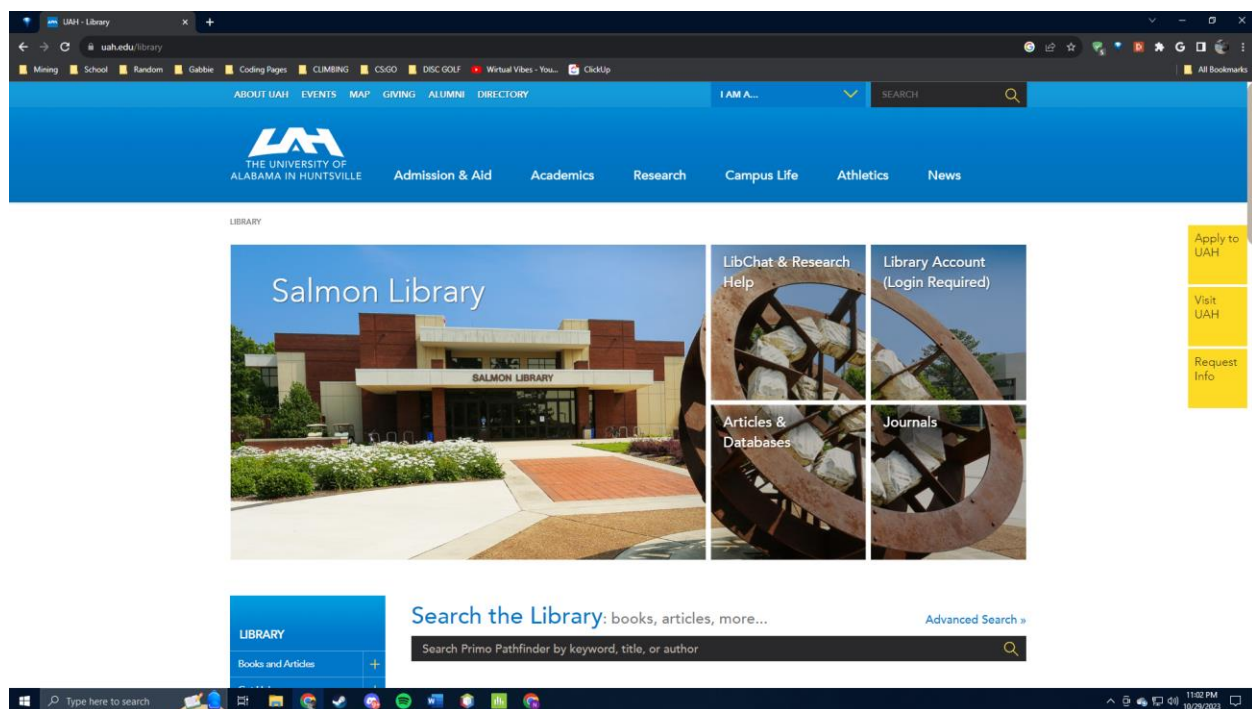 UAH - Library
uah.edu/library
Mining School Random Gabbie Coding Pages CLIMBING CS:GO DISC GOLF Wirtual Vibes - You... ClickUp All Bookmarks
ABOUT UAH EVENTS MAP GIVING ALUMNI DIRECTORY I AM A... SEARCH
UAH
THE UNIVERSITY OF
ALABAMA IN HUNTSVILLE
Admission & Aid Academics Research Campus Life Athletics News
LIBRARY
Salmon Library
SALMON LIBRARY
LibChat & Research
Help
Library Account
(Login Required)
Articles &
Databases
Journals
Apply to
UAH
Visit
UAH
Request
Info
LIBRARY
Books and Articles
Search the Library: books, articles, more... Advanced Search »
Search Primo Pathfinder by keyword, title, or author
Type here to search
11:02 PM
10/29/2023